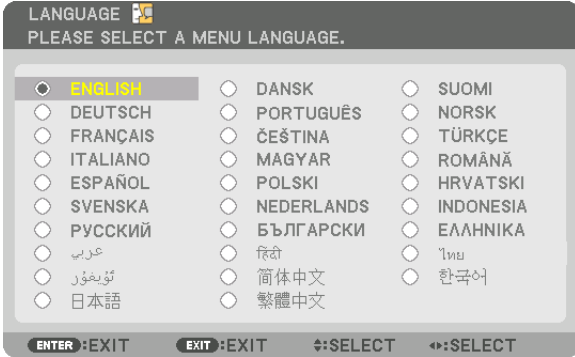 LANGUAGE
PLEASE SELECT A MENU LANGUAGE.
ENGLISH DANSK SUOMI
DEUTSCH PORTUGUÊS NORSK
FRANÇAIS ČEŠTINA TÜRKÇE
ITALIANO MAGYAR ROMÂNĂ
ESPAÑOL POLSKI HRVATSKI
SVENSKA NEDERLANDS INDONESIA
РУССКИЙ БЪЛГАРСКИ ΕΛΛΗΝΙΚΑ
عربي हिंदी ไทย
ئۇيغۇر 简体中文 한국어
日本語 繁體中文
ENTER :EXIT EXIT :EXIT :SELECT :SELECT